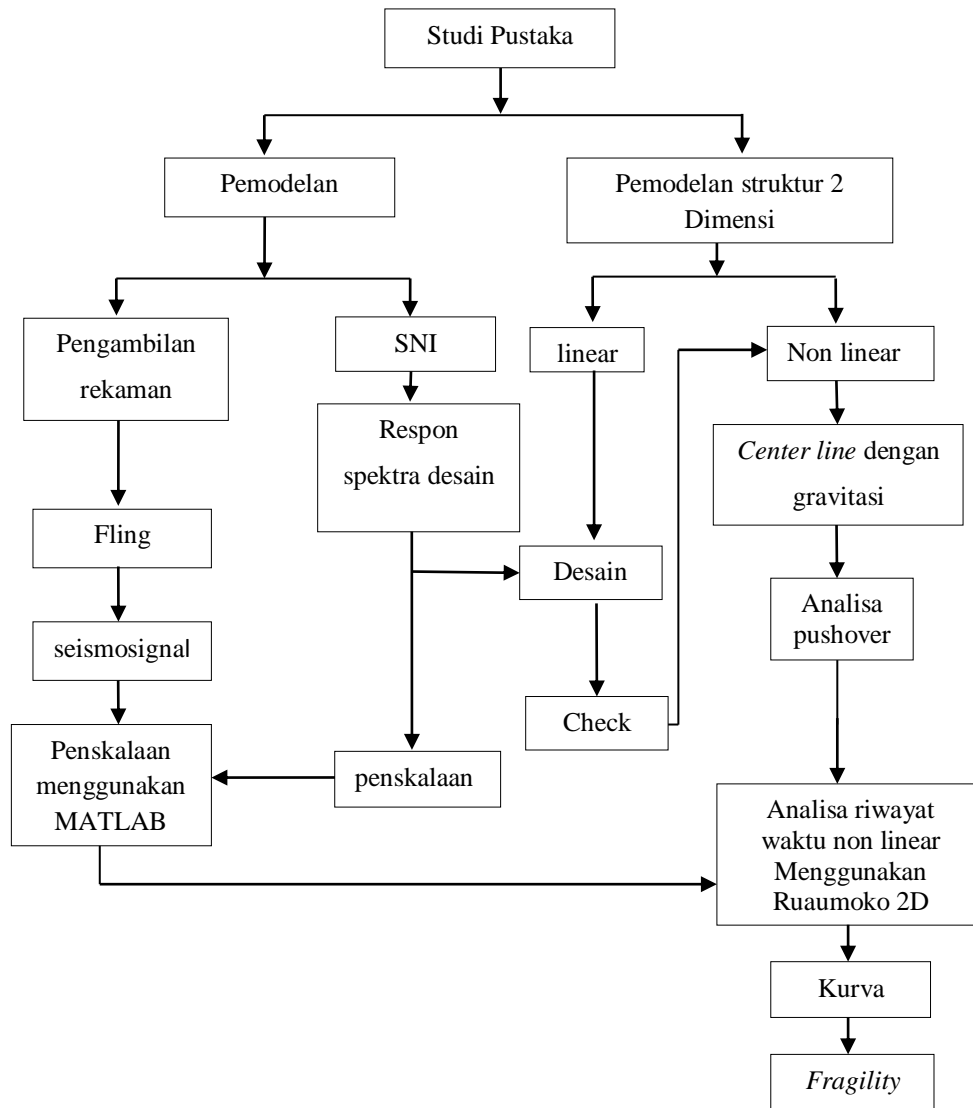 Studi Pustaka
Pemodelan
Pemodelan struktur 2
Dimensi
Pengambilan
rekaman
SNI
linear
Non linear
Respon
spektra desain
Center line dengan
gravitasi
Fling
Desain
Analisa
pushover
seismosignal
Check
Penskalaan
menggunakan
MATLAB
penskalaan
Analisa riwayat
waktu non linear
Menggunakan
Ruaumoko 2D
Kurva
Fragility